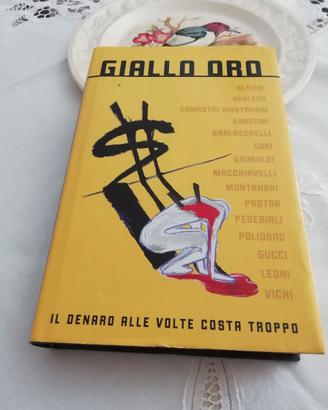 GIALLO ORO
ALTIERI
AVOLEDO
COMASTRI MONTANARI
GARDUMI
GARLASCHELLI
GORI
GRIMALDI
MACCHIAVELLI
MONTANARI
PASTOR
PEDERIALI
POLIDORO
GUCCI
LEONI
VICHI
IL DENARO ALLE VOLTE COSTA TROPPO